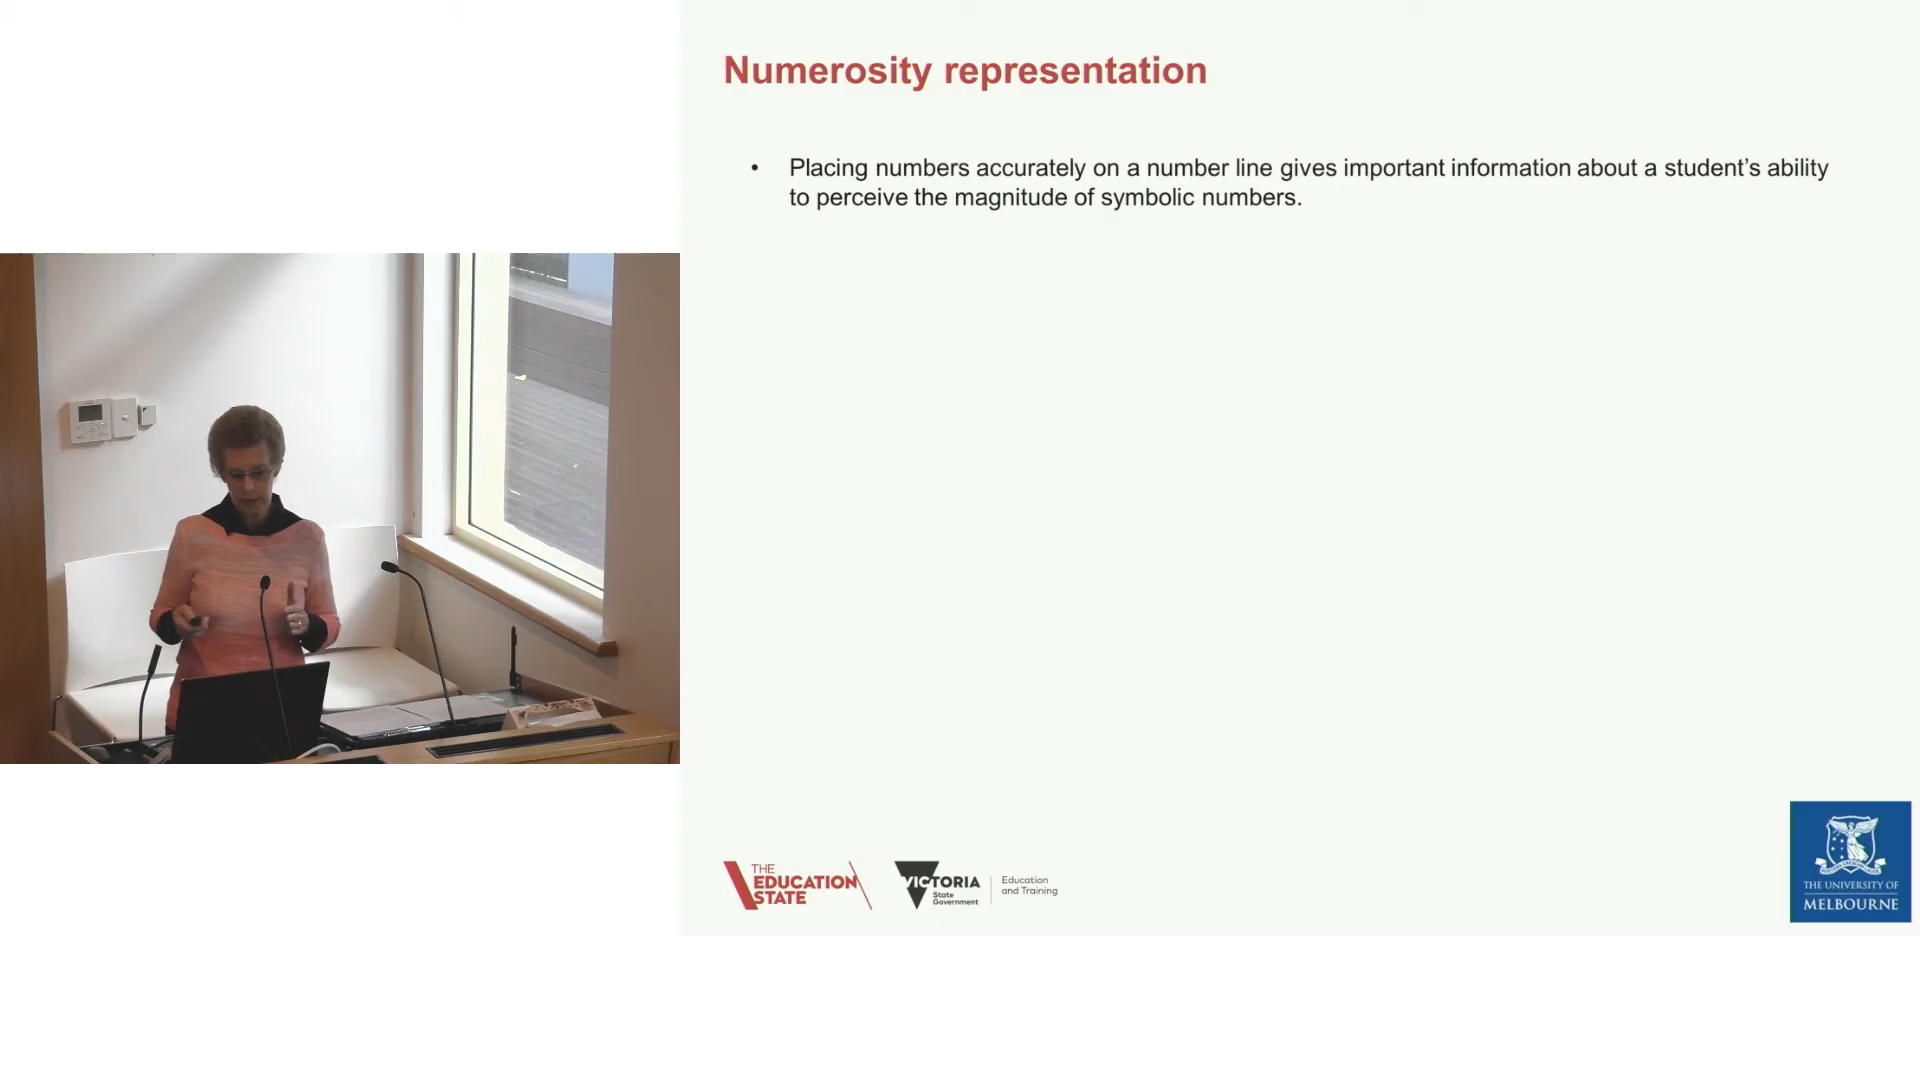 Numerosity representation
• Placing numbers accurately on a number line gives important information about a student’s ability
to perceive the magnitude of symbolic numbers.
THE
EDUCATION
STATE
VICTORIA
State
Government
Education
and Training
THE UNIVERSITY OF
MELBOURNE